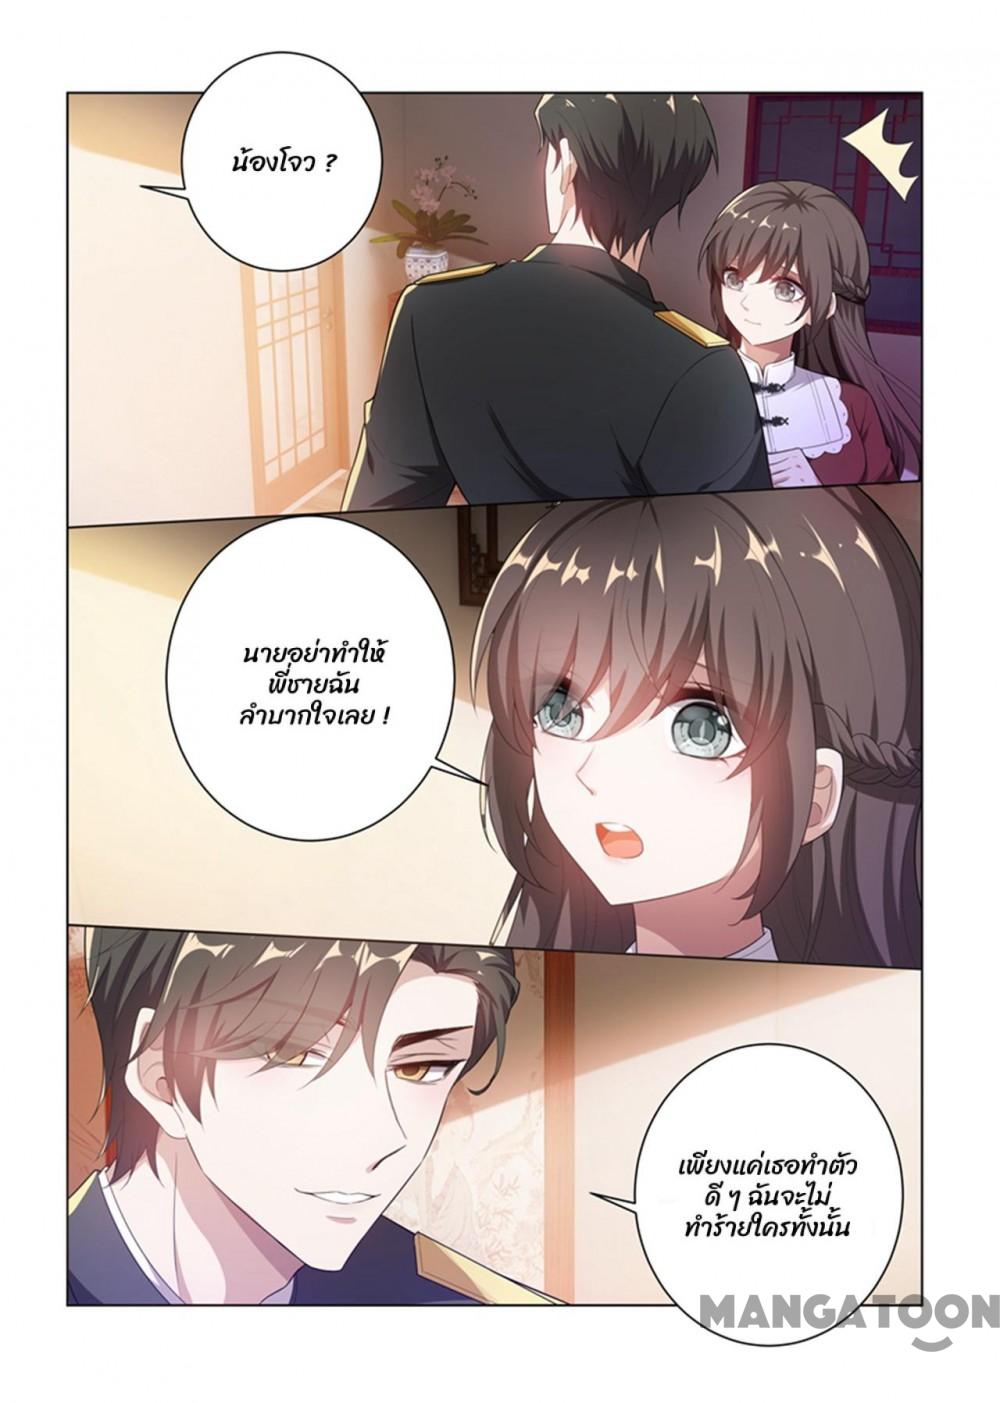 น้องโจว ?
นายอย่าทำให้
พี่ชายฉัน
ลำบากใจเลย !
เพียงแค่เธอทำตัว
ดี ๆ ฉันจะไม่
ทำร้ายใครทั้งนั้น
MANGATOON